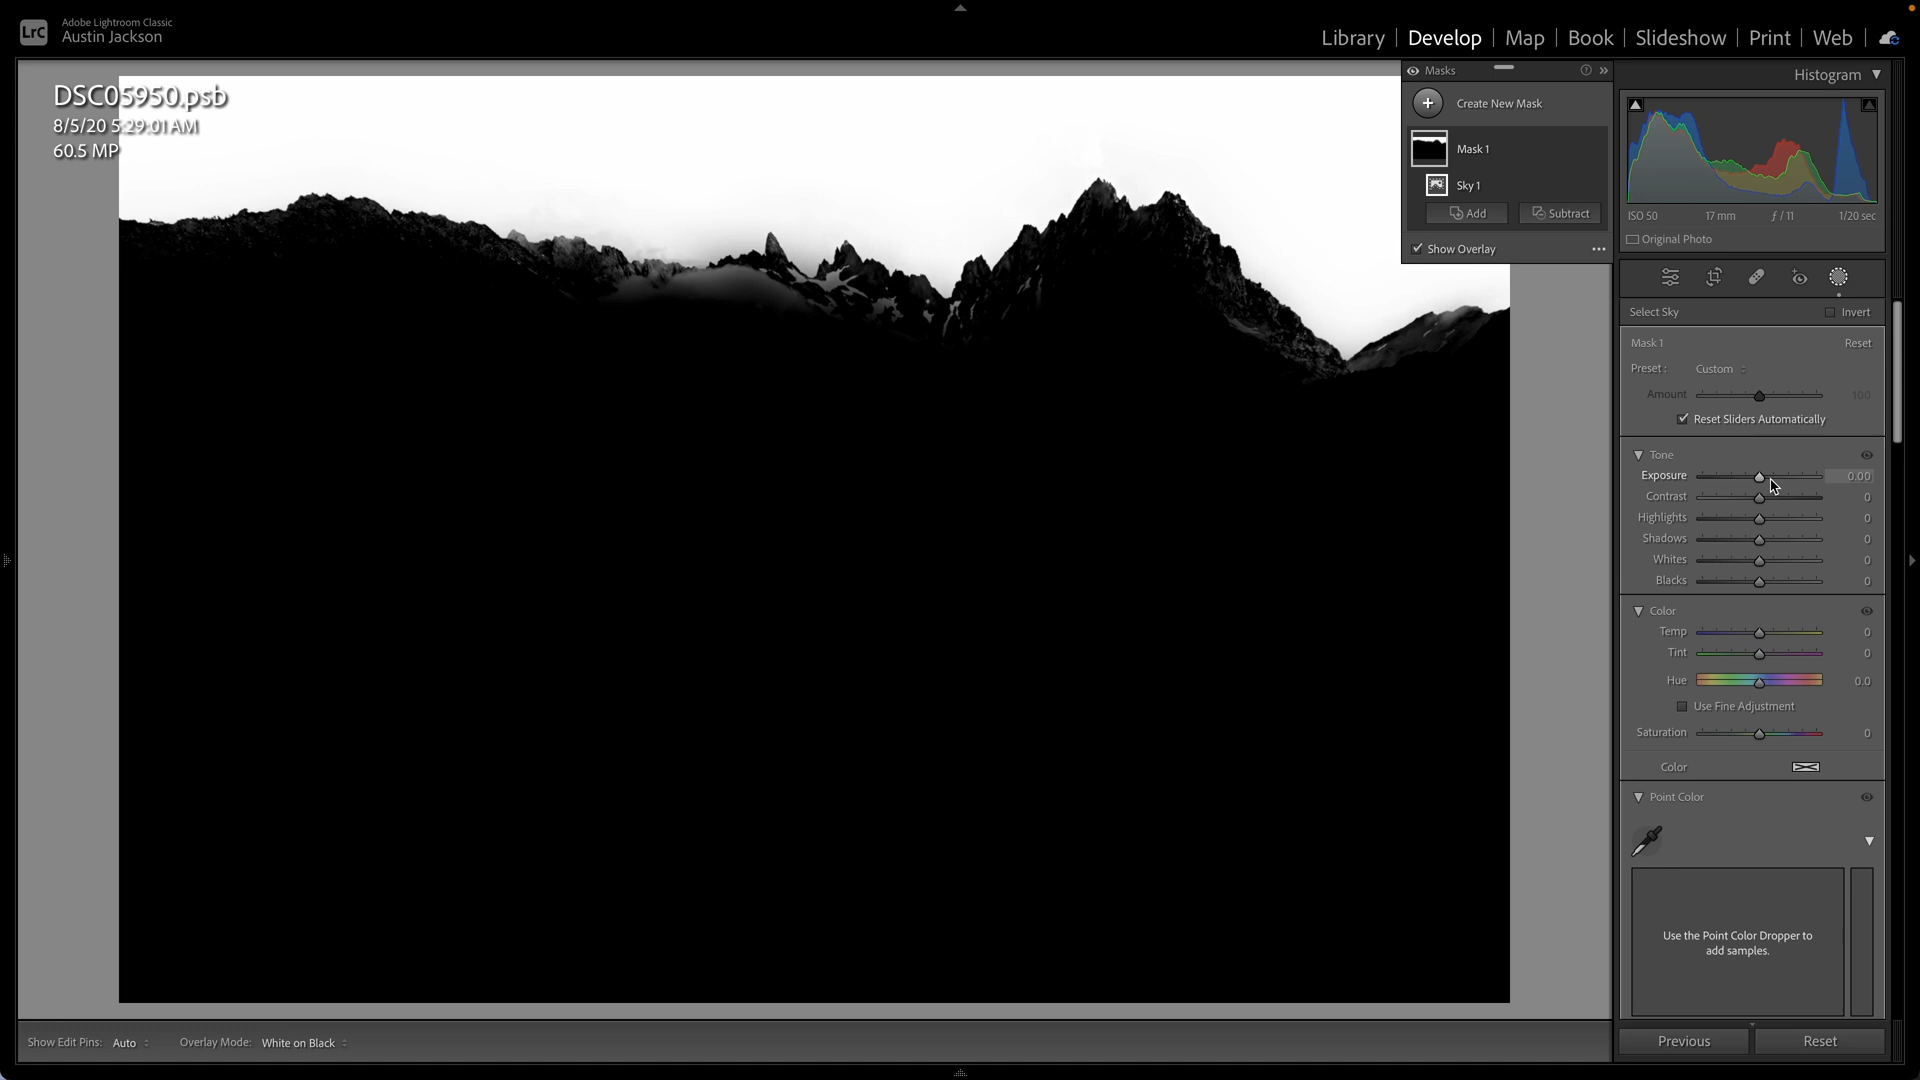 LrC
Adobe Lightroom Classic
Austin Jackson
Library | Develop | Map | Book | Slideshow | Print | Web
DSC05950.psb
8/5/20 5:29:01 AM
60.5 MP
Masks
Create New Mask
Mask 1
Sky 1
Add
Subtract
Show Overlay
Histogram
ISO 50 17 mm ƒ / 11 1/20 sec
Original Photo
Select Sky Invert
Mask 1 Reset
Preset : Custom
Amount 100
Reset Sliders Automatically
Tone
Exposure 0.00
Contrast 0
Highlights 0
Shadows 0
Whites 0
Blacks 0
Color
Temp 0
Tint 0
Hue 0.0
Use Fine Adjustment
Saturation 0
Color
Point Color
Use the Point Color Dropper to
add samples.
Show Edit Pins: Auto Overlay Mode: White on Black
Previous Reset